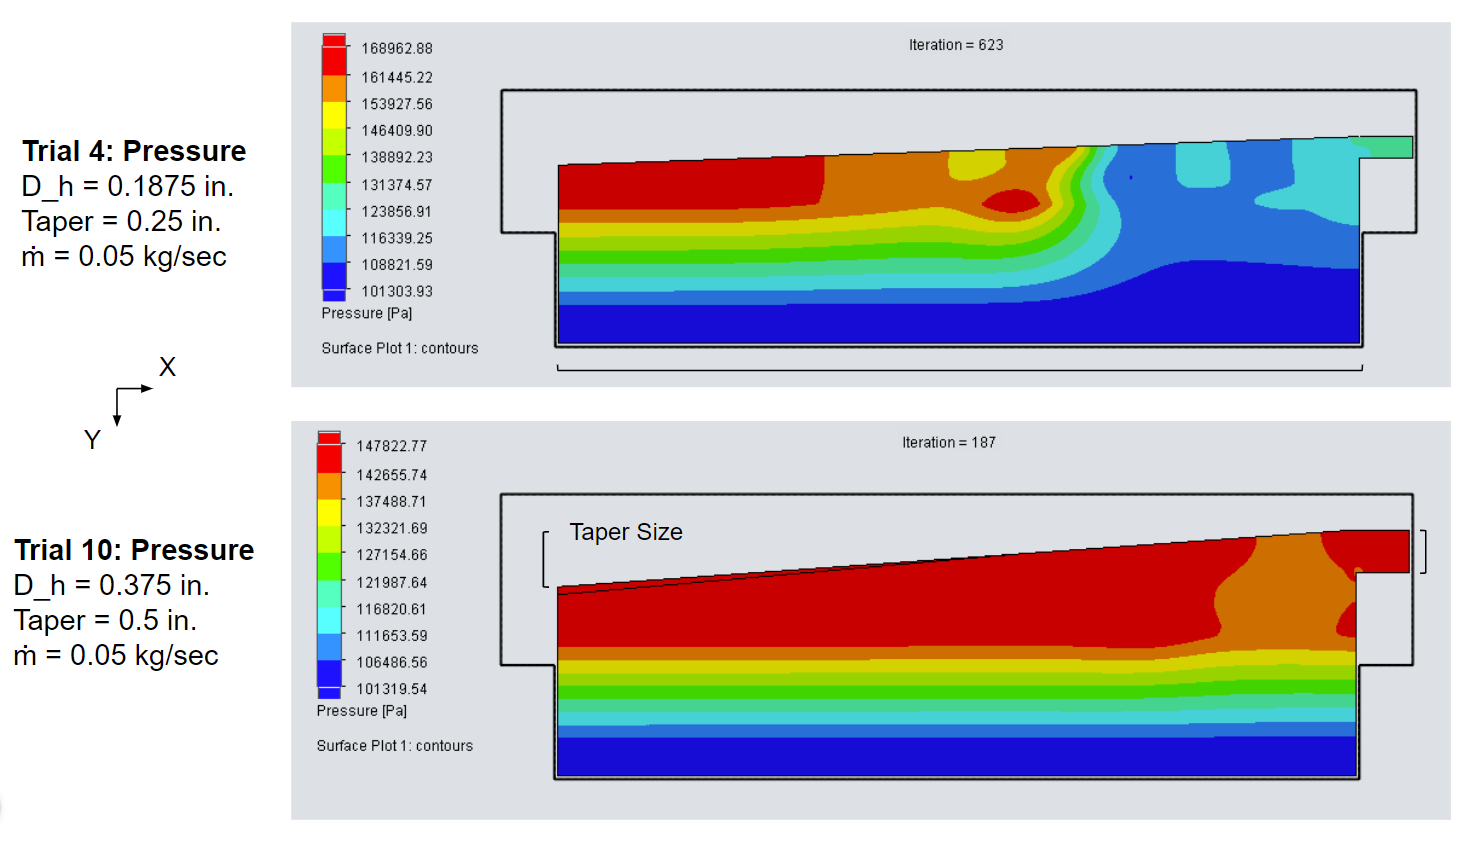 Trial 4: Pressure
D_h = 0.1875 in.
Taper = 0.25 in.
ṁ = 0.05 kg/sec
Iteration = 623
168962.88
161445.22
153927.56
146409.90
138892.23
131374.57
123856.91
116339.25
108821.59
101303.93
Pressure [Pa]
Surface Plot 1: contours
X
Y
Trial 10: Pressure
D_h = 0.375 in.
Taper = 0.5 in.
ṁ = 0.05 kg/sec
Iteration = 187
147822.77
142655.74
137488.71
132321.69
127154.66
121987.64
116820.61
111653.59
106486.56
101319.54
Pressure [Pa]
Surface Plot 1: contours
Taper Size